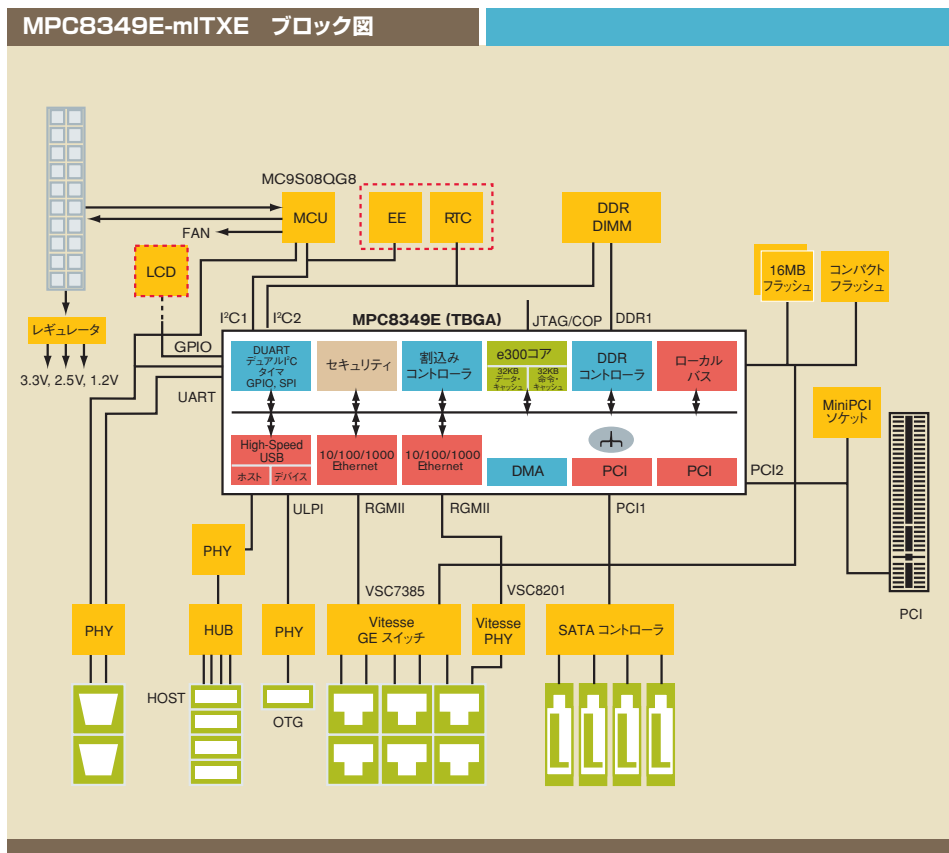 MPC8349E-mITXE ブロック図
MC9S08QG8
MCU
EE
RTC
DDR
DIMM
FAN
LCD
16MB
フラッシュ
コンパクト
フラッシュ
レギュレータ
3.3V, 2.5V, 1.2V
I²C1
I²C2
MPC8349E (TBGA)
JTAG/COP
DDR1
GPIO
UART
DUART
デュアルI²C
タイマ
GPIO, SPI
セキュリティ
割込み
コントローラ
e300コア
32KB
データ・
キャッシュ
32KB
命令・
キャッシュ
DDR
コントローラ
ローカル
バス
MiniPCI
ソケット
High-Speed
USB
ホスト
デバイス
10/100/1000
Ethernet
10/100/1000
Ethernet
DMA
PCI
PCI
PCI2
ULPI
RGMII
RGMII
PCI1
PHY
VSC7385
VSC8201
PCI
PHY
HUB
PHY
Vitesse
GE スイッチ
Vitesse
PHY
SATA コントローラ
HOST
OTG